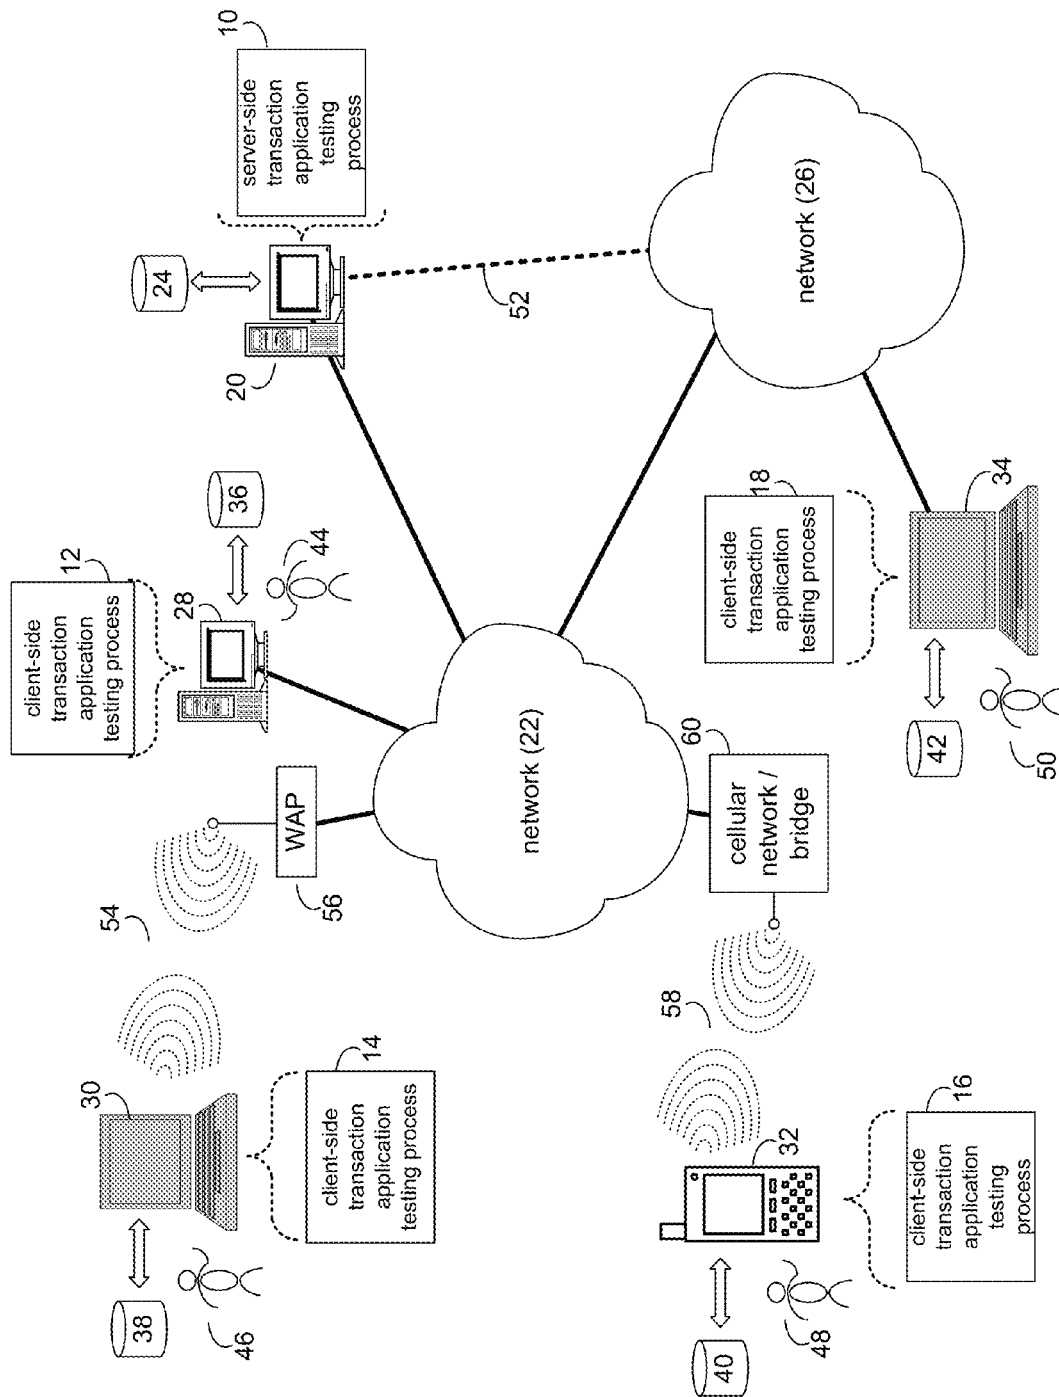 12
client-side
transaction
application
testing process
28
36
44
24
20
10
server-side
transaction
application
testing
process
38
46
30
14
client-side
transaction
application
testing process
54
WAP
56
52
network (22)
network (26)
58
60
cellular
network /
bridge
40
48
32
16
client-side
transaction
application
testing
process
18
client-side
transaction
application
testing process
42
50
34